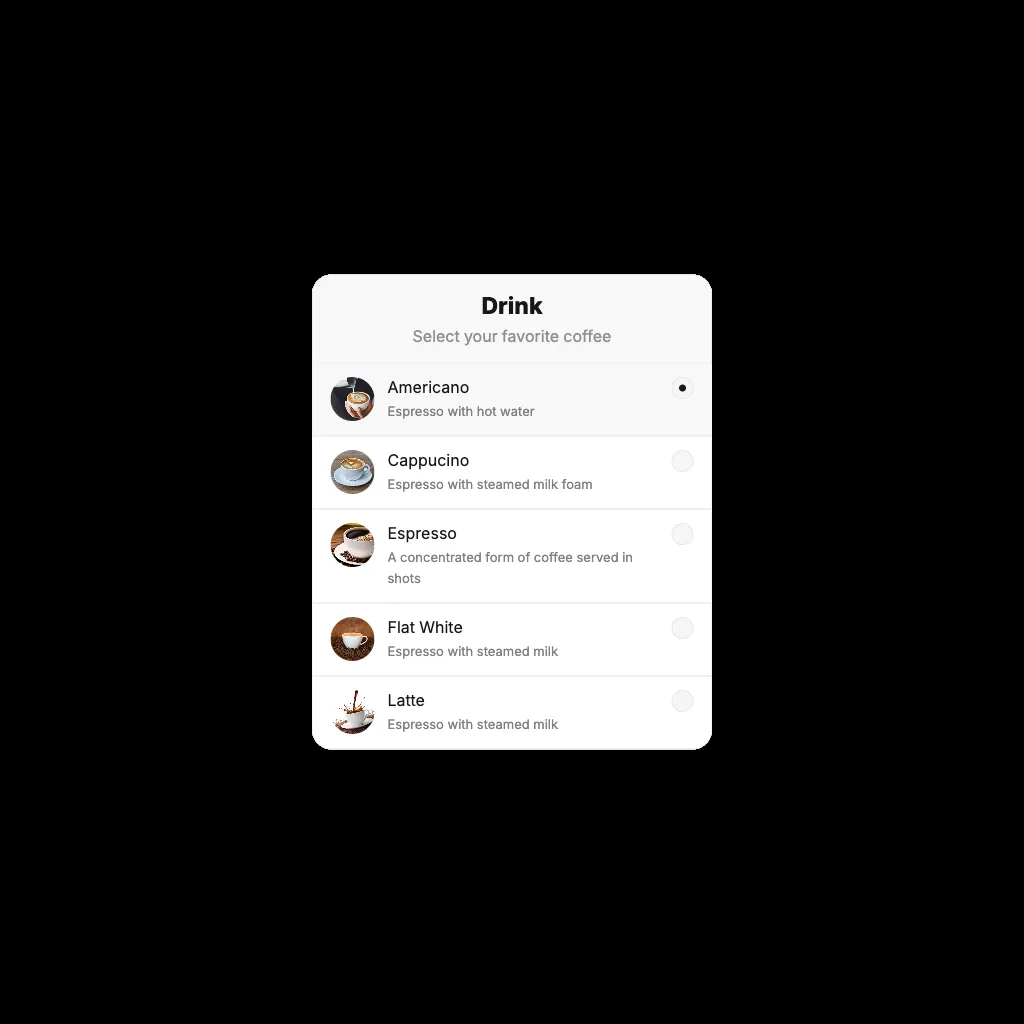 Drink
Select your favorite coffee
Americano
Espresso with hot water
Cappucino
Espresso with steamed milk foam
Espresso
A concentrated form of coffee served in
shots
Flat White
Espresso with steamed milk
Latte
Espresso with steamed milk